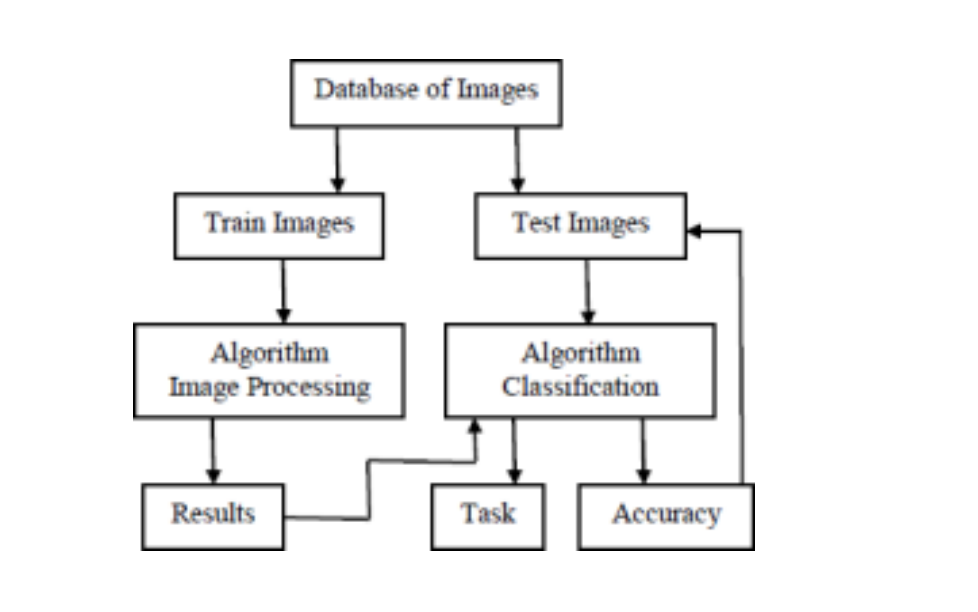 Database of Images
Train Images
Test Images
Algorithm
Image Processing
Algorithm
Classification
Results
Task
Accuracy